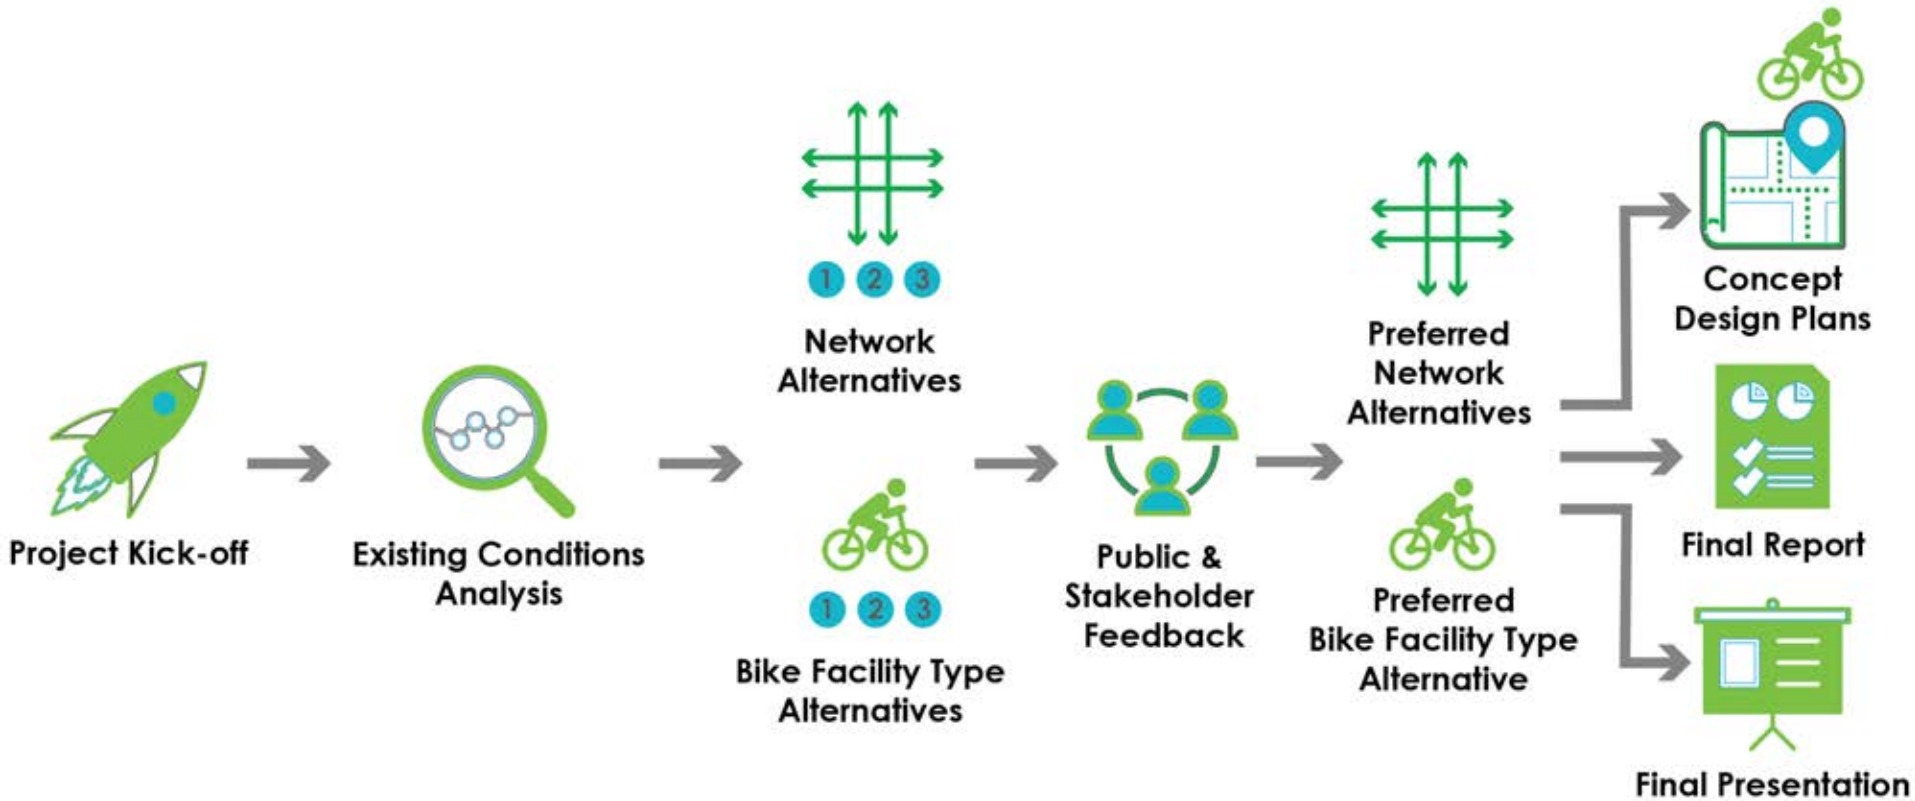 Project Kick-off
Existing Conditions
Analysis
1 2 3
Network
Alternatives
1 2 3
Bike Facility Type
Alternatives
Public &
Stakeholder
Feedback
Preferred
Network
Alternatives
Preferred
Bike Facility Type
Alternative
Concept
Design Plans
Final Report
Final Presentation